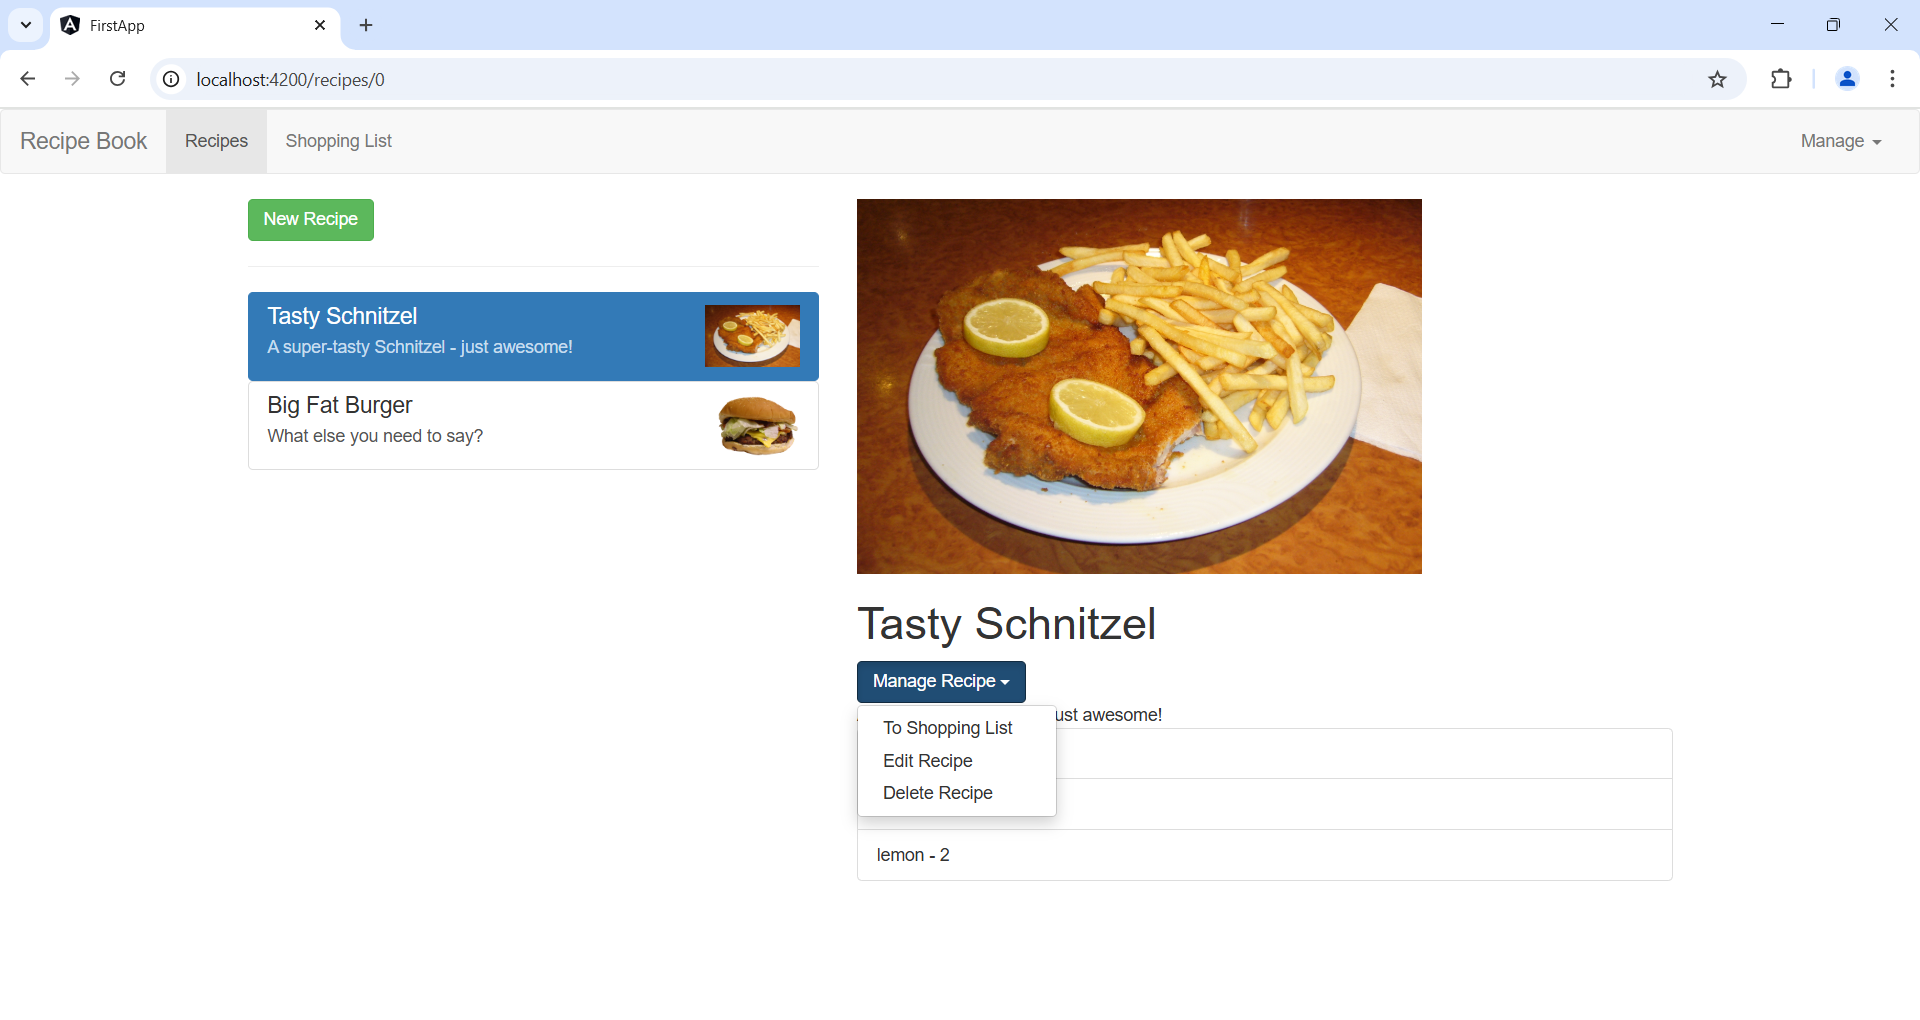 FirstApp
localhost:4200/recipes/0
Recipe Book
Recipes
Shopping List
Manage
New Recipe
Tasty Schnitzel
A super-tasty Schnitzel - just awesome!
Big Fat Burger
What else you need to say?
Tasty Schnitzel
Manage Recipe
ust awesome!
To Shopping List
Edit Recipe
Delete Recipe
lemon - 2